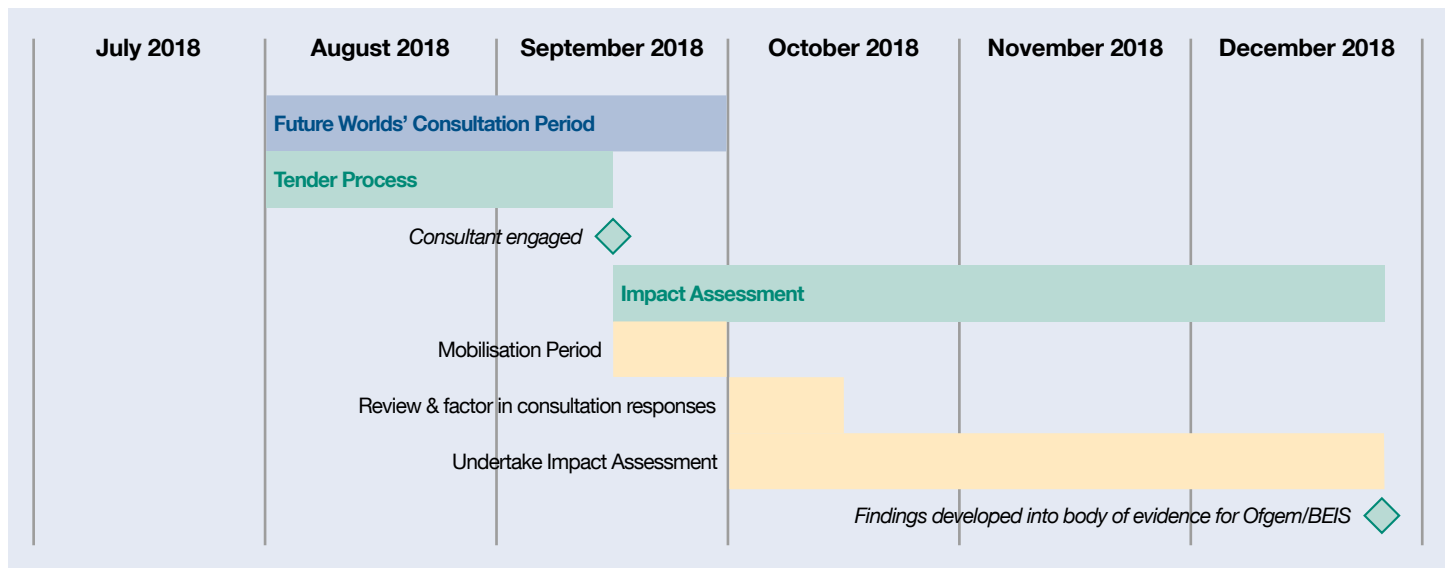 July 2018
August 2018
September 2018
October 2018
November 2018
December 2018
Future Worlds’ Consultation Period
Tender Process
Consultant engaged
Impact Assessment
Mobilisation Period
Review & factor in consultation responses
Undertake Impact Assessment
Findings developed into body of evidence for Ofgem/BEIS